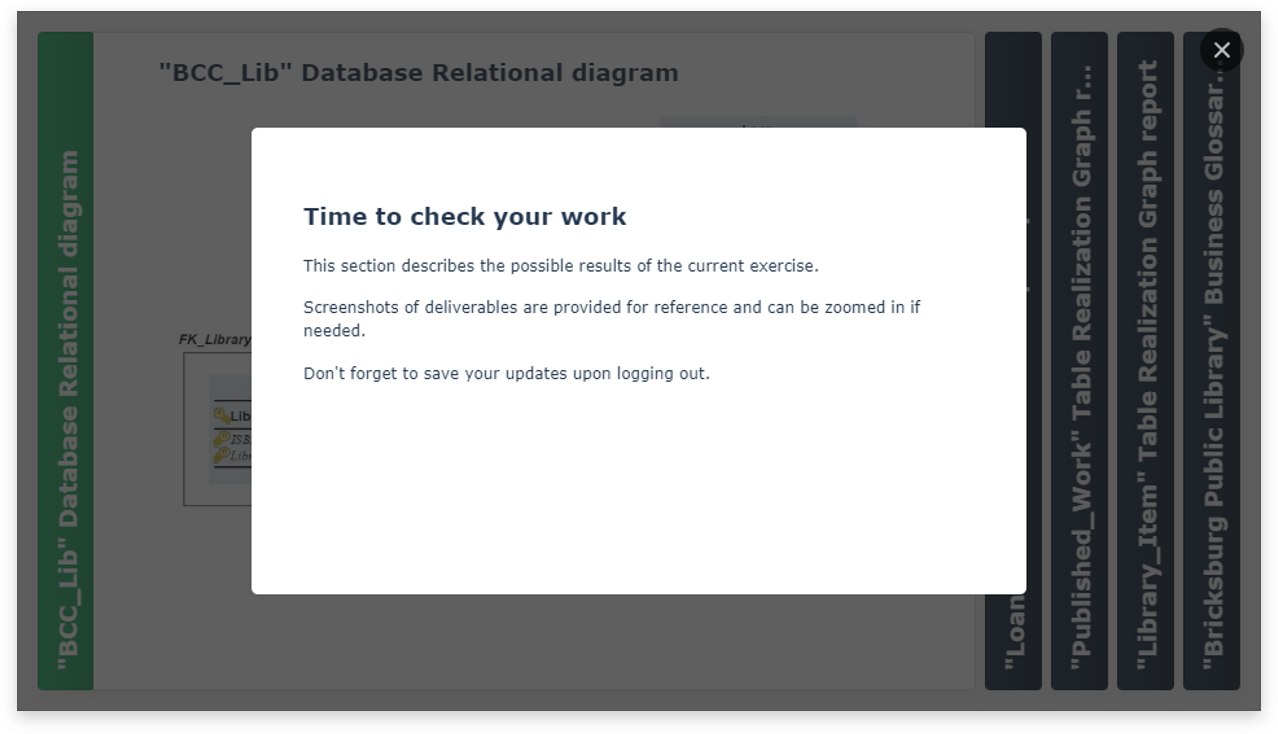 "BCC_Lib" Database Relational diagram
"BCC_Lib" Database Relational diagram
Time to check your work
This section describes the possible results of the current exercise.
Screenshots of deliverables are provided for reference and can be zoomed in if
needed.
Don't forget to save your updates upon logging out.
FK_Library
"Loan
"Published_Work" Table Realization Graph r...
"Library_Item" Table Realization Graph report
"Bricksburg Public Library" Business Glossar...